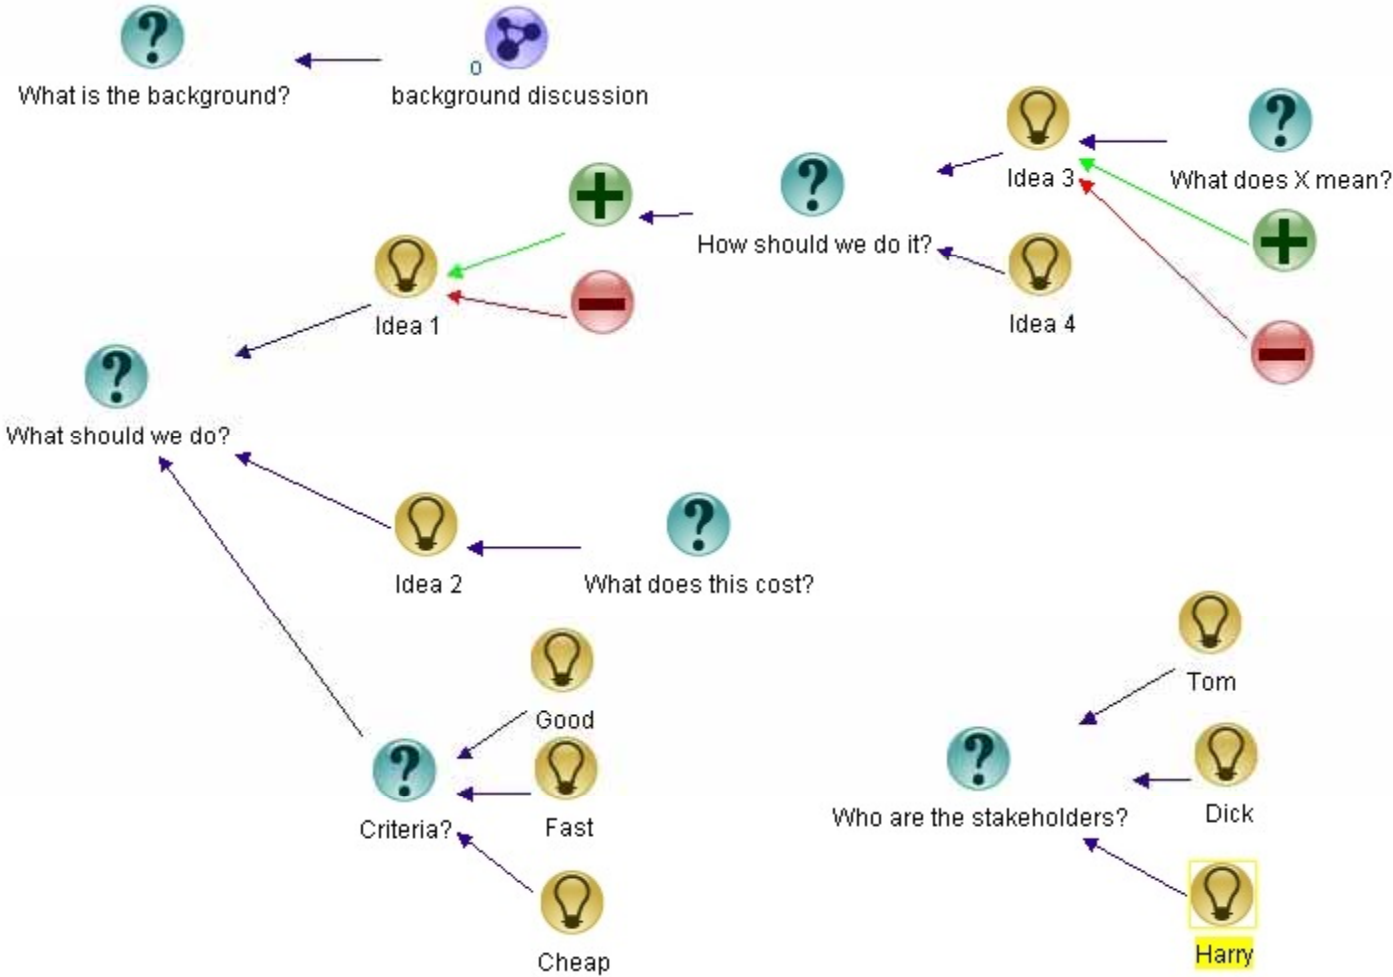 What is the background?
o
background discussion
Idea 3
What does X mean?
How should we do it?
Idea 4
Idea 1
What should we do?
Idea 2
What does this cost?
Good
Tom
Criteria?
Fast
Who are the stakeholders?
Dick
Cheap
Harry